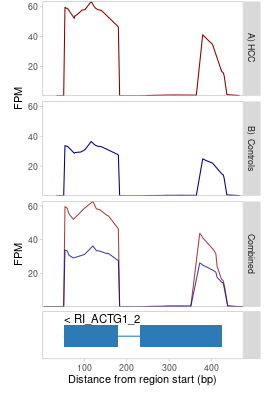 60
40
20
A) HCC
FPM
60
40
20
B) Controls
60
40
20
Combined
FPM
< RI_ACTG1_2
100 200 300 400
Distance from region start (bp)